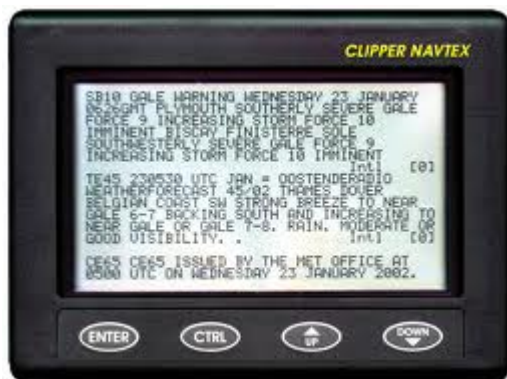 CLIPPER NAVTEX
SB10 GALE WARNING WEDNESDAY 23 JANUARY
0626GMT PLYMOUTH SOUTHERLY SEVERE GALE
FORCE 9 INCREASING STORM FORCE 10
IMMINENT BISCAY FINISTERRE SOLE
SOUTHWESTERLY SEVERE GALE FORCE 9
INCREASING STORM FORCE 10 IMMINENT
Intl [0]
TE45 230530 UTC JAN = OOSTENDERADIO
WEATHERFORECAST 45/02 THAMES DOVER
BELGIAN COAST SW STRONG BREEZE TO NEAR
GALE 6-7 BACKING SOUTH AND INCREASING TO
NEAR GALE OR GALE 7-8. RAIN. MODERATE OR
GOOD VISIBILITY. . Intl [0]
CE65 CE65 ISSUED BY THE MET OFFICE AT
0500 UTC ON WEDNESDAY 23 JANUARY 2002.
ENTER CTRL UP DOWN